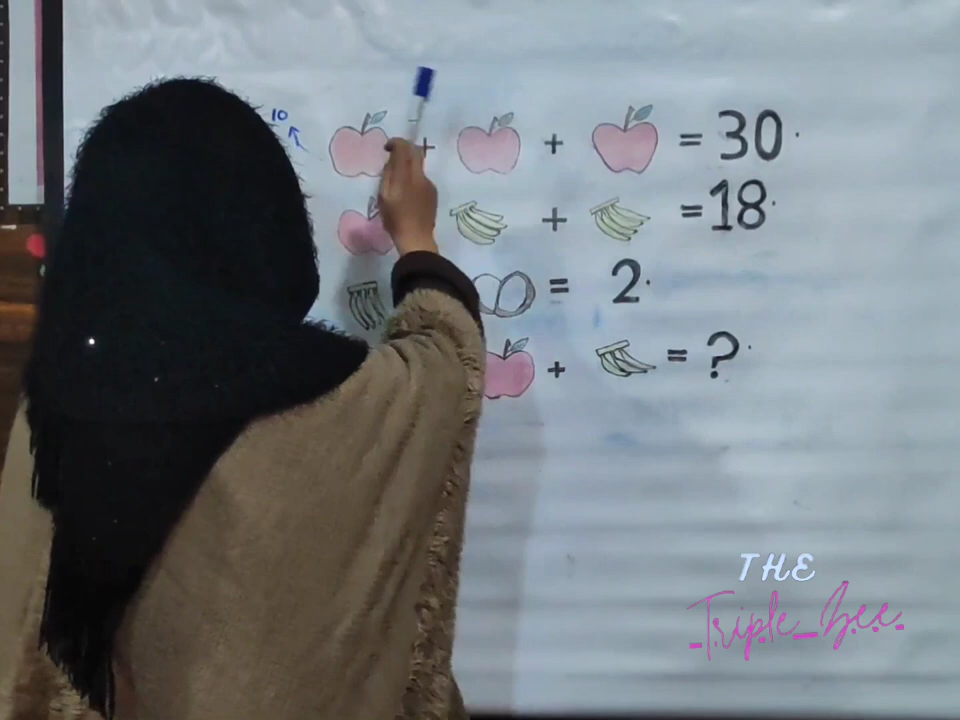 10
+ + = 30.
+ = 18.
= 2.
+ = ?.
THE
Triple_Bee.